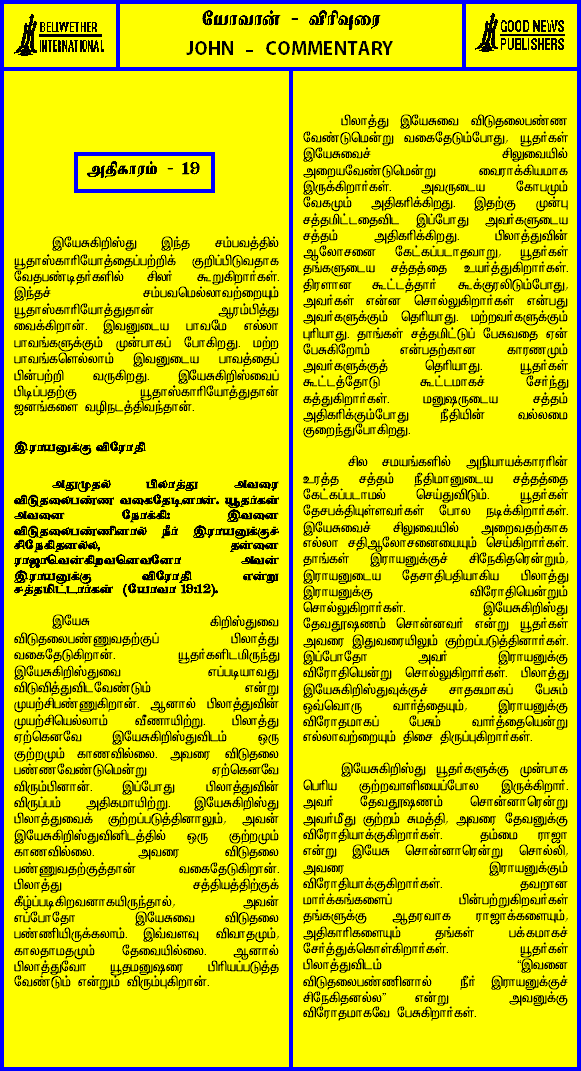 BELLWETHER
INTERNATIONAL
யோவான் - விரிவுரை
JOHN - COMMENTARY
GOOD NEWS
PUBLISHERS
அதிகாரம் - 19
இயேசுகிறிஸ்து இந்த சம்பவத்தில்
யூதாஸ்காரியோத்தைப்பற்றிக் குறிப்பிடுவதாக
வேதபண்டிதர்களில் சிலர் கூறுகிறார்கள்.
இந்தச் சம்பவமெல்லாவற்றையும்
யூதாஸ்காரியோத்துதான் ஆரம்பித்து
வைக்கிறான். இவனுடைய பாவமே எல்லா
பாவங்களுக்கும் முன்பாகப் போகிறது. மற்ற
பாவங்களெல்லாம் இவனுடைய பாவத்தைப்
பின்பற்றி வருகிறது. இயேசுகிறிஸ்வைப்
பிடிப்பதற்கு யூதாஸ்காரியோத்துதான்
ஜனங்களை வழிநடத்திவந்தான்.
இராயனுக்கு விரோதி
அதுமுதல் பிலாத்து அவரை
விடுதலைபண்ண வகைதேடினான். யூதர்கள்
அவனை நோக்கி: இவனை
விடுதலைபண்ணினால் நீர் இராயனுக்குச்
சிநேகிதனல்ல, தன்னை
ராஜாவென்கிறவனெவனோ அவன்
இராயனுக்கு விரோதி என்று
சத்தமிட்டார்கள் (யோவா 19:12).
இயேசு கிறிஸ்துவை
விடுதலைபண்ணுவதற்குப் பிலாத்து
வகைதேடுகிறான். யூதர்களிடமிருந்து
இயேசுகிறிஸ்துவை எப்படியாவது
விடுவித்துவிடவேண்டும் என்று
முயற்சிபண்ணுகிறான். ஆனால் பிலாத்துவின்
முயற்சியெல்லாம் வீணாயிற்று. பிலாத்து
ஏற்கெனவே இயேசுகிறிஸ்துவிடம் ஒரு
குற்றமும் காணவில்லை. அவரை விடுதலை
பண்ணவேண்டுமென்று ஏற்கெனவே
விரும்பினான். இப்போது பிலாத்துவின்
விருப்பம் அதிகமாயிற்று. இயேசுகிறிஸ்து
பிலாத்துவைக் குற்றப்படுத்தினாலும், அவன்
இயேசுகிறிஸ்துவினிடத்தில் ஒரு குற்றமும்
காணவில்லை. அவரை விடுதலை
பண்ணுவதற்குத்தான் வகைதேடுகிறான்.
பிலாத்து சத்தியத்திற்குக்
கீழ்ப்படிகிறவனாகயிருந்தால், அவன்
எப்போதோ இயேசுவை விடுதலை
பண்ணியிருக்கலாம். இவ்வளவு விவாதமும்,
காலதாமதமும் தேவையில்லை. ஆனால்
பிலாத்துவோ யூதமனுஷரை பிரியப்படுத்த
வேண்டும் என்றும் விரும்புகிறான்.
பிலாத்து இயேசுவை விடுதலைபண்ண
வேண்டுமென்று வகைதேடும்போது, யூதர்கள்
இயேசுவைச் சிலுவையில்
அறையவேண்டுமென்று வைராக்கியமாக
இருக்கிறார்கள். அவருடைய கோபமும்
வேகமும் அதிகரிக்கிறது. இதற்கு முன்பு
சத்தமிட்டதைவிட இப்போது அவர்களுடைய
சத்தம் அதிகரிக்கிறது. பிலாத்துவின்
ஆலோசனை கேட்கப்படாதவாறு, யூதர்கள்
தங்களுடைய சத்தத்தை உயர்த்துகிறார்கள்.
திரளான கூட்டத்தார் கூக்குரலிடும்போது,
அவர்கள் என்ன சொல்லுகிறார்கள் என்பது
அவர்களுக்கும் தெரியாது. மற்றவர்களுக்கும்
புரியாது. தாங்கள் சத்தமிட்டுப் பேசுவதை ஏன்
பேசுகிறோம் என்பதற்கான காரணமும்
அவர்களுக்குத் தெரியாது. யூதர்கள்
கூட்டத்தோடு கூட்டமாகச் சேர்ந்து
கத்துகிறார்கள். மனுஷருடைய சத்தம்
அதிகரிக்கும்போது நீதியின் வல்லமை
குறைந்துபோகிறது.
சில சமயங்களில் அநியாயக்காரரின்
உரத்த சத்தம் நீதிமானுடைய சத்தத்தை
கேட்கப்படாமல் செய்துவிடும். யூதர்கள்
தேசபக்தியுள்ளவர்கள் போல நடிக்கிறார்கள்.
இயேசுவைச் சிலுவையில் அறைவதற்காக
எல்லா சதிஆலோசனையையும் செய்கிறார்கள்.
தாங்கள் இராயனுக்குச் சிநேகிதரென்றும்,
இராயனுடைய தேசாதிபதியாகிய பிலாத்து
இராயனுக்கு விரோதியென்றும்
சொல்லுகிறார்கள். இயேசுகிறிஸ்து
தேவதூஷணம் சொன்னவர் என்று யூதர்கள்
அவரை இதுவரையிலும் குற்றப்படுத்தினார்கள்.
இப்போதோ அவர் இராயனுக்கு
விரோதியென்று சொல்லுகிறார்கள். பிலாத்து
இயேசுகிறிஸ்துவுக்குச் சாதகமாகப் பேசும்
ஒவ்வொரு வார்த்தையும், இராயனுக்கு
விரோதமாகப் பேசும் வார்த்தையென்று
எல்லாவற்றையும் திசை திருப்புகிறார்கள்.
இயேசுகிறிஸ்து யூதர்களுக்கு முன்பாக
பெரிய குற்றவாளியைப்போல இருக்கிறார்.
அவர் தேவதூஷணம் சொன்னாரென்று
அவர்மீது குற்றம் சுமத்தி, அவரை தேவனுக்கு
விரோதியாக்குகிறார்கள். தம்மை ராஜா
என்று இயேசு சொன்னாரென்று சொல்லி,
அவரை இராயனுக்கும்
விரோதியாக்குகிறார்கள். தவறான
மார்க்கங்களைப் பின்பற்றுகிறவர்கள்
தங்களுக்கு ஆதரவாக ராஜாக்களையும்,
அதிகாரிகளையும் தங்கள் பக்கமாகச்
சேர்த்துக்கொள்கிறார்கள். யூதர்கள்
பிலாத்துவிடம் “இவனை
விடுதலைபண்ணினால் நீர் இராயனுக்குச்
சிநேகிதனல்ல” என்று அவனுக்கு
விரோதமாகவே பேசுகிறார்கள்.